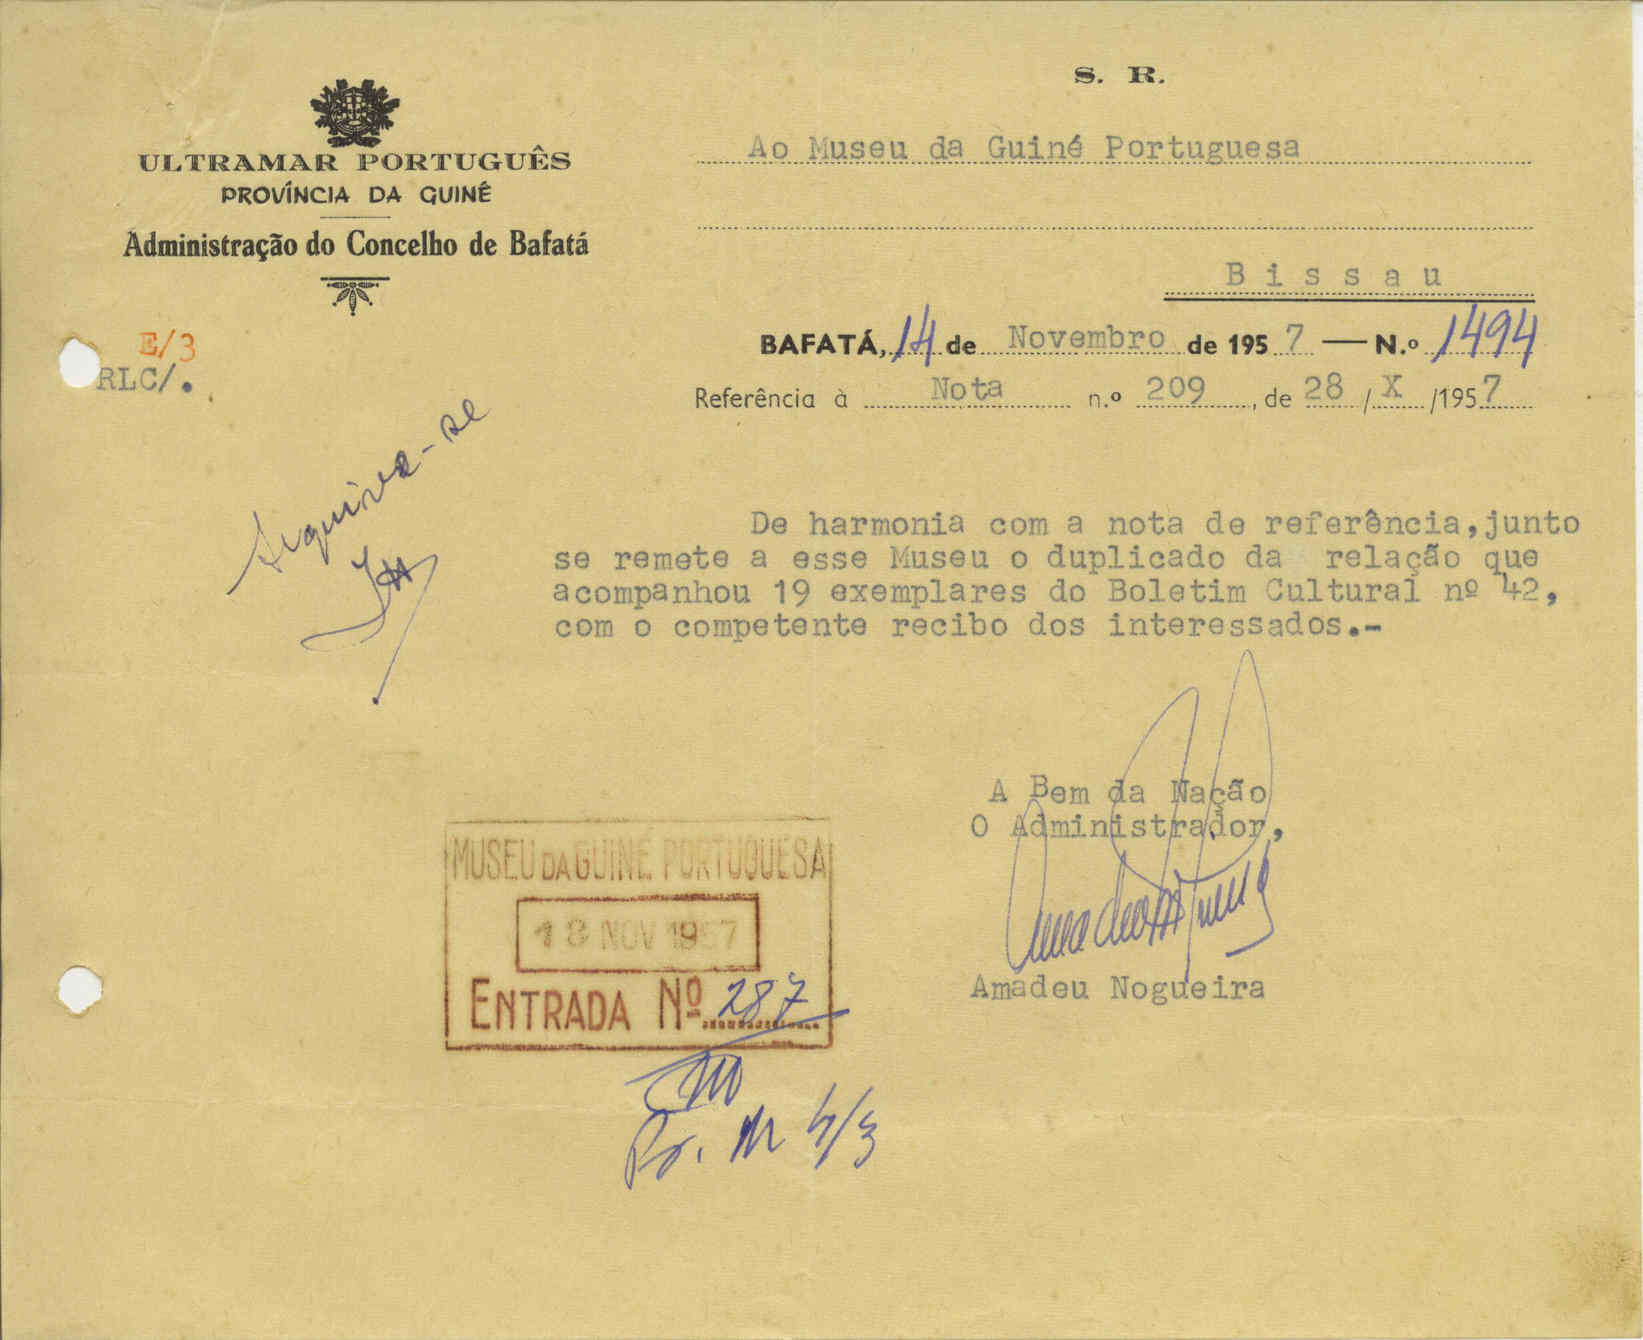 S. R.
ULTRAMAR PORTUGUÊS
PROVÍNCIA DA GUINÉ
Administração do Concelho de Bafatá
Ao Museu da Guiné Portuguesa
Bissau
E/3
RLC/.
BAFATÁ, 14 de Novembro de 1957 — N.º 1494
Referência à Nota n.º 209, de 28/X/1957
Arquive-se
De harmonia com a nota de referência, junto
se remete a esse Museu o duplicado da relação que
acompanhou 19 exemplares do Boletim Cultural nº 42,
com o competente recibo dos interessados.-
A Bem da Nação
O Administrador,
Amadeu Nogueira
MUSEU DA GUINÉ PORTUGUESA
18 NOV 1957
ENTRADA Nº 287